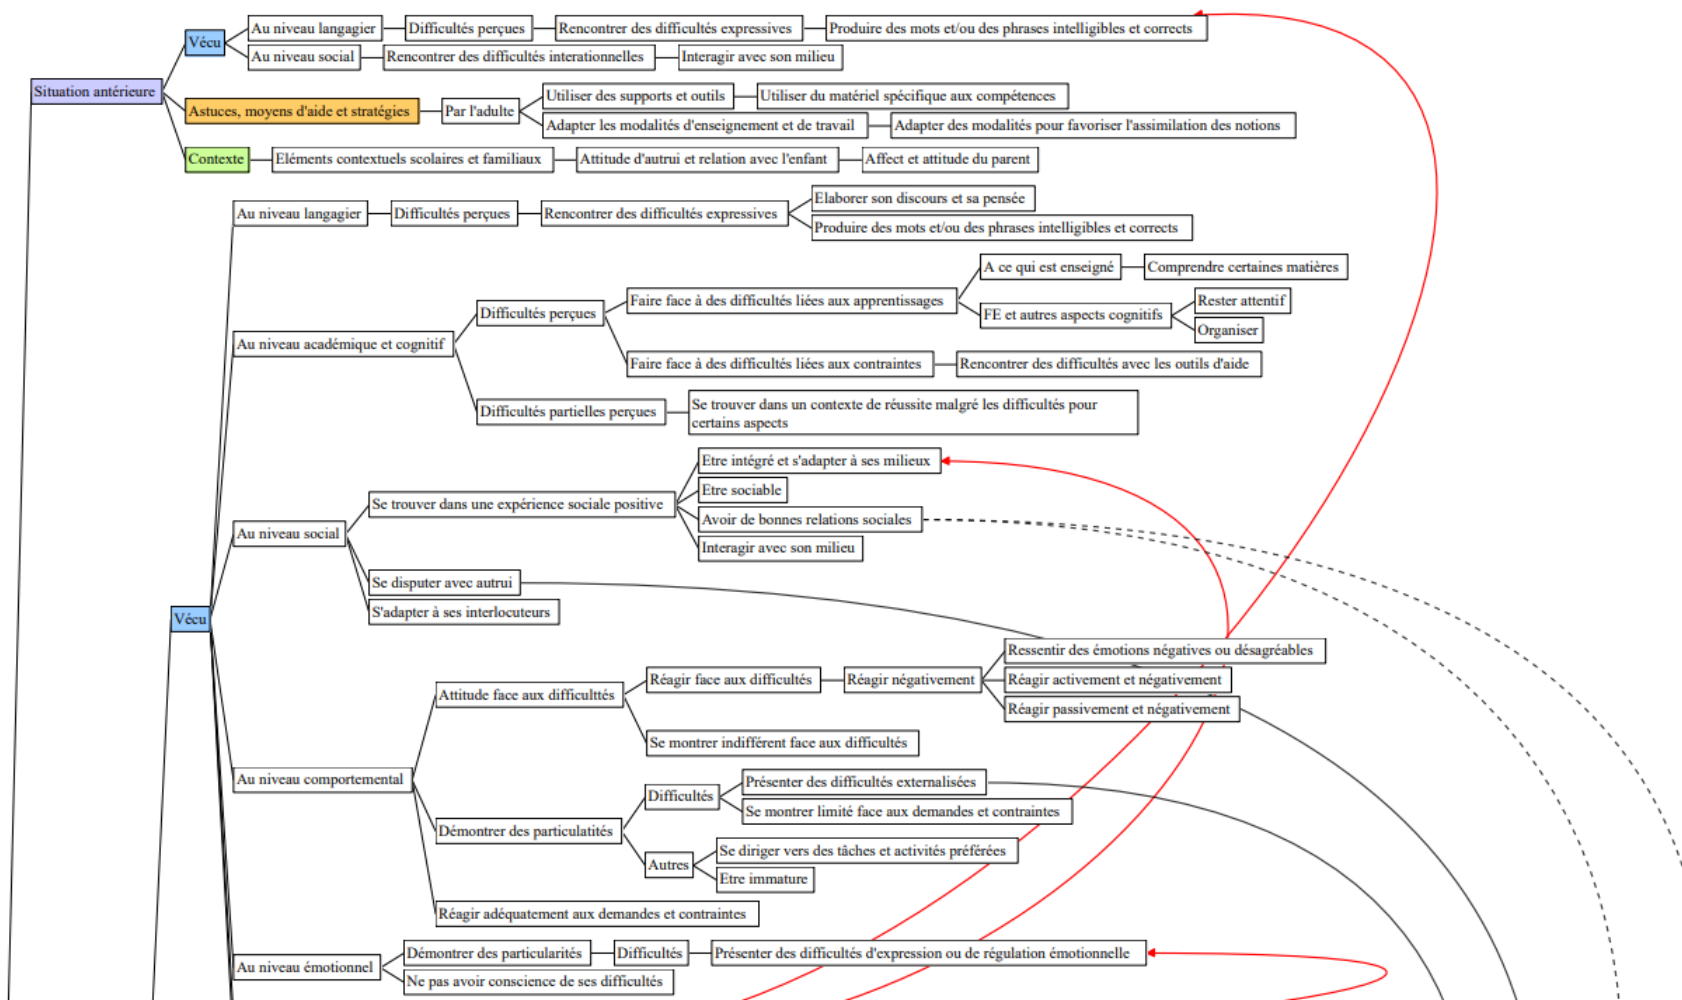 Situation antérieure
Vécu
Au niveau langagier
Difficultés perçues
Rencontrer des difficultés expressives
Produire des mots et/ou des phrases intelligibles et corrects
Au niveau social
Rencontrer des difficultés interationnelles
Interagir avec son milieu
Astuces, moyens d'aide et stratégies
Par l'adulte
Utiliser des supports et outils
Utiliser du matériel spécifique aux compétences
Adapter les modalités d'enseignement et de travail
Adapter des modalités pour favoriser l'assimilation des notions
Contexte
Eléments contextuels scolaires et familiaux
Attitude d'autrui et relation avec l'enfant
Affect et attitude du parent
Vécu
Au niveau langagier
Difficultés perçues
Rencontrer des difficultés expressives
Elaborer son discours et sa pensée
Produire des mots et/ou des phrases intelligibles et corrects
Au niveau académique et cognitif
Difficultés perçues
Faire face à des difficultés liées aux apprentissages
A ce qui est enseigné
Comprendre certaines matières
FE et autres aspects cognitifs
Rester attentif
Organiser
Faire face à des difficultés liées aux contraintes
Rencontrer des difficultés avec les outils d'aide
Difficultés partielles perçues
Se trouver dans un contexte de réussite malgré les difficultés pour
certains aspects
Au niveau social
Se trouver dans une expérience sociale positive
Etre intégré et s'adapter à ses milieux
Etre sociable
Avoir de bonnes relations sociales
Interagir avec son milieu
Se disputer avec autrui
S'adapter à ses interlocuteurs
Au niveau comportemental
Attitude face aux difficulttés
Réagir face aux difficultés
Réagir négativement
Ressentir des émotions négatives ou désagréables
Réagir activement et négativement
Réagir passivement et négativement
Se montrer indifférent face aux difficultés
Démontrer des particulatités
Difficultés
Présenter des difficultés externalisées
Se montrer limité face aux demandes et contraintes
Autres
Se diriger vers des tâches et activités préférées
Etre immature
Réagir adéquatement aux demandes et contraintes
Au niveau émotionnel
Démontrer des particularités
Difficultés
Présenter des difficultés d'expression ou de régulation émotionnelle
Ne pas avoir conscience de ses difficultés